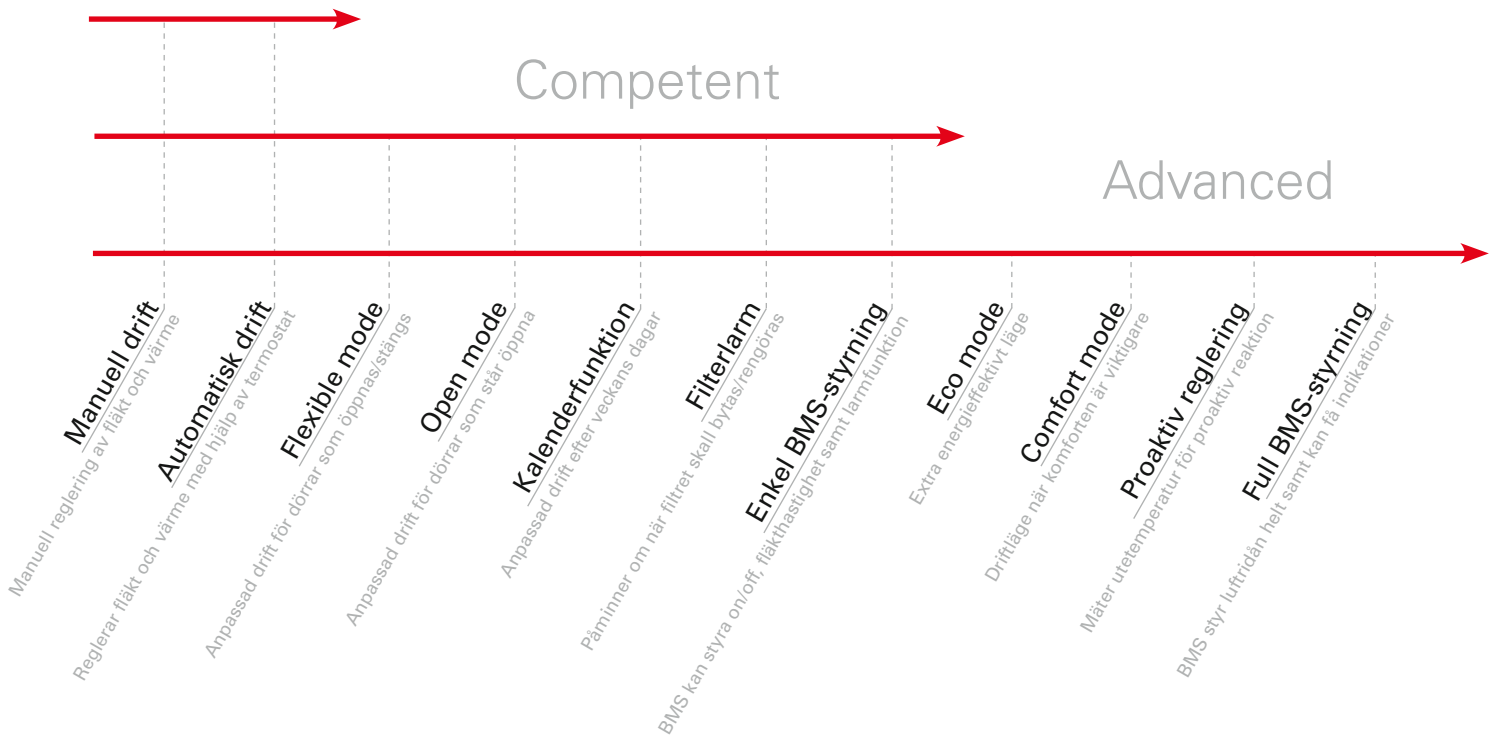 Competent
Advanced
Manuell drift
Manuell reglering av fläkt och värme
Automatisk drift
Reglerar fläkt och värme med hjälp av termostat
Flexible mode
Anpassad drift för dörrar som öppnas/stängs
Open mode
Anpassad drift för dörrar som står öppna
Kalenderfunktion
Anpassad drift efter veckans dagar
Filterlarm
Påminner om när filtret skall bytas/rengöras
Enkel BMS-styrning
BMS kan styra on/off, fläkthastighet samt larmfunktion
Eco mode
Extra energieffektivt läge
Comfort mode
Driftläge när komforten är viktigare
Proaktiv reglering
Mäter utetemperatur för proaktiv reaktion
Full BMS-styrning
BMS styr luftridån helt samt kan få indikationer